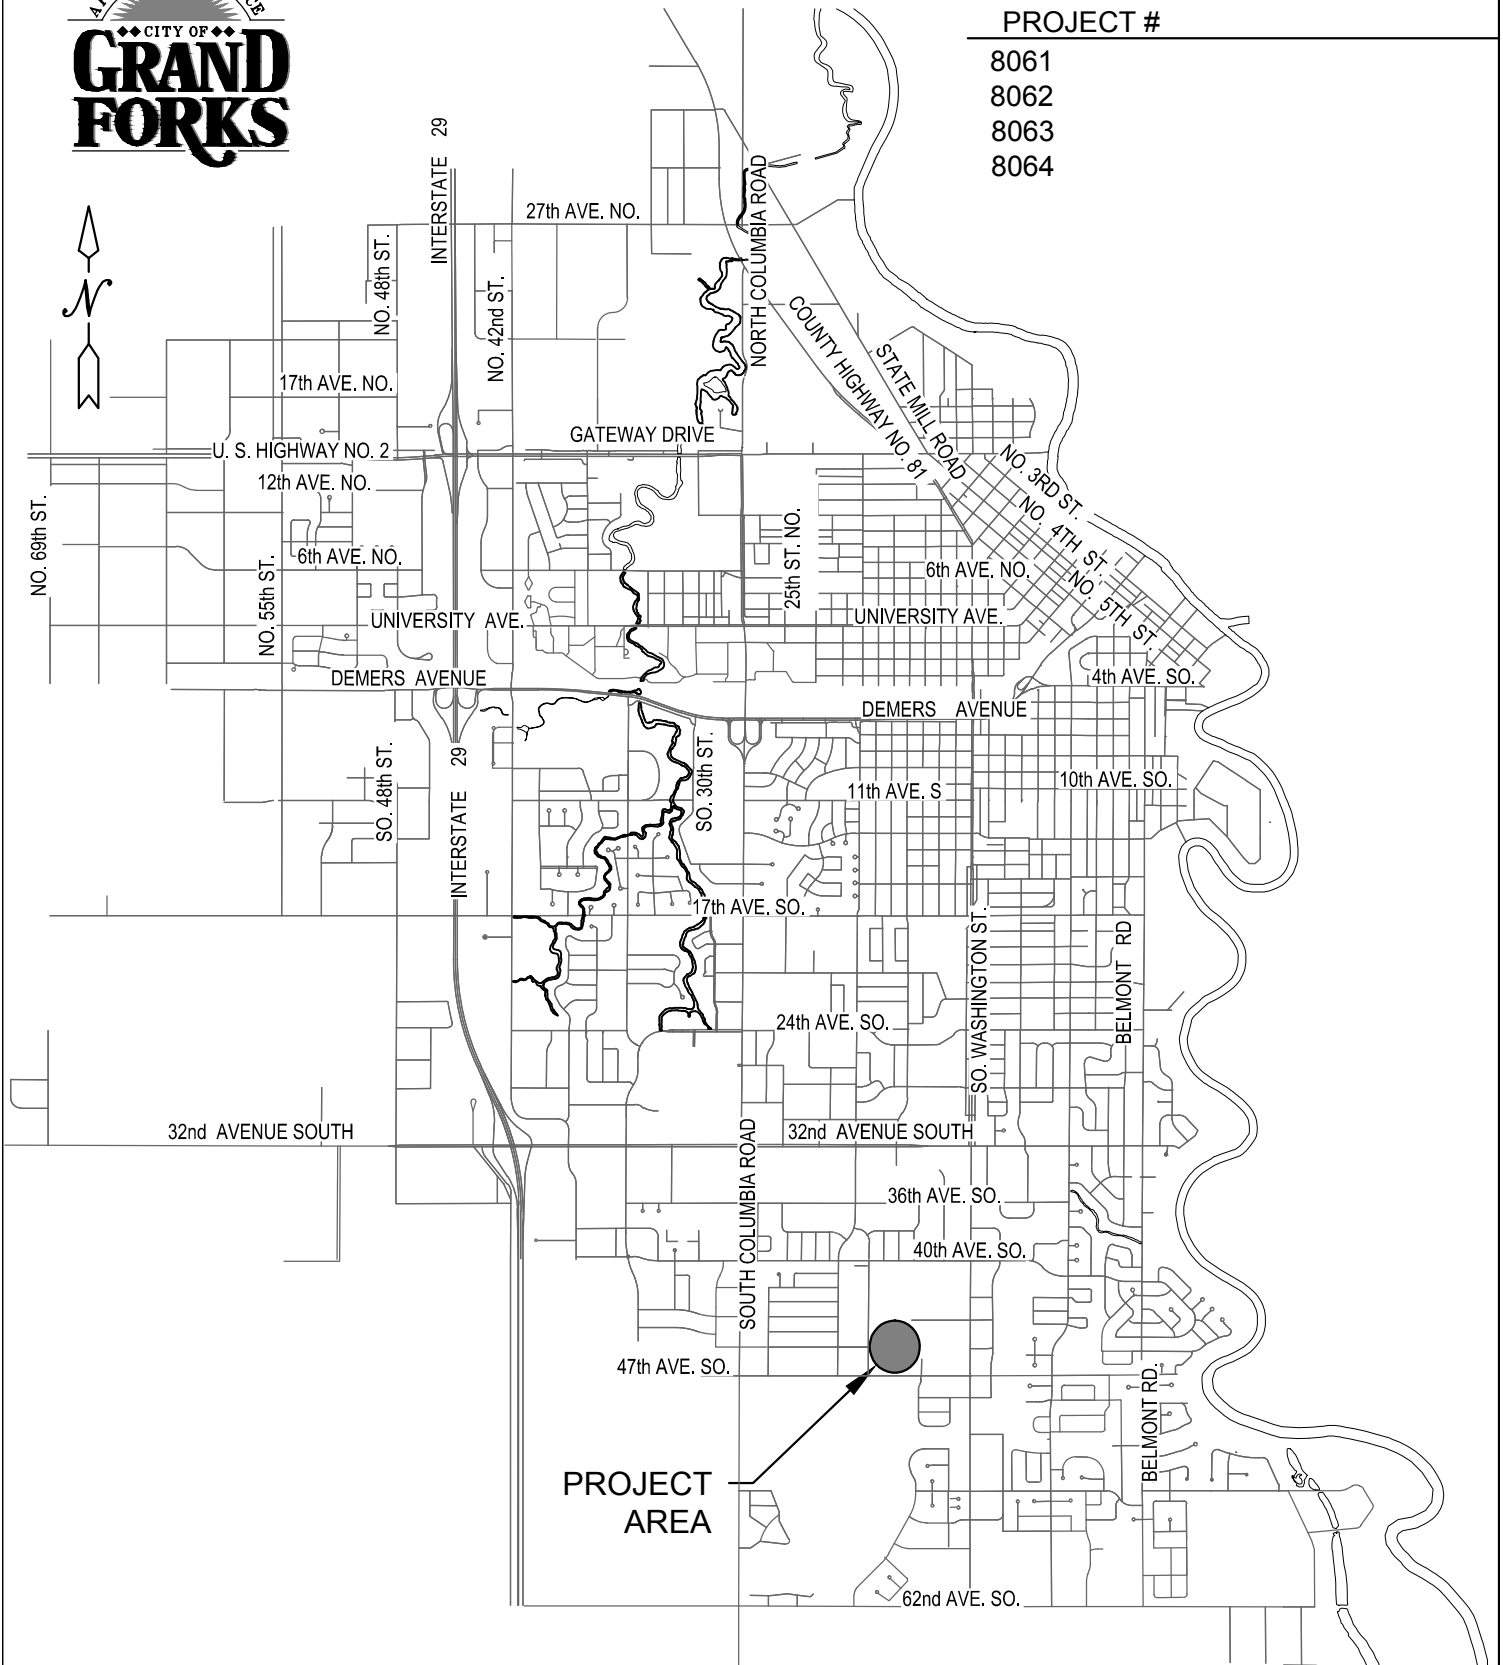 CITY OF
GRAND
FORKS
PROJECT #
8061
8062
8063
8064
N
INTERSTATE 29
27th AVE. NO.
NORTH COLUMBIA ROAD
NO. 48th ST.
NO. 42nd ST.
COUNTY HIGHWAY NO. 81
STATE MILL ROAD
17th AVE. NO.
GATEWAY DRIVE
U. S. HIGHWAY NO. 2
12th AVE. NO.
NO. 3RD ST.
NO. 4TH ST.
NO. 5TH ST.
NO. 69th ST.
6th AVE. NO.
NO. 55th ST.
25th ST. NO.
6th AVE. NO.
UNIVERSITY AVE.
UNIVERSITY AVE.
DEMERS AVENUE
4th AVE. SO.
DEMERS AVENUE
SO. 48th ST.
INTERSTATE 29
SO. 30th ST.
11th AVE. S
10th AVE. SO.
17th AVE. SO.
SO. WASHINGTON ST.
BELMONT RD
24th AVE. SO.
32nd AVENUE SOUTH
32nd AVENUE SOUTH
SOUTH COLUMBIA ROAD
36th AVE. SO.
40th AVE. SO.
47th AVE. SO.
BELMONT RD.
PROJECT
AREA
62nd AVE. SO.